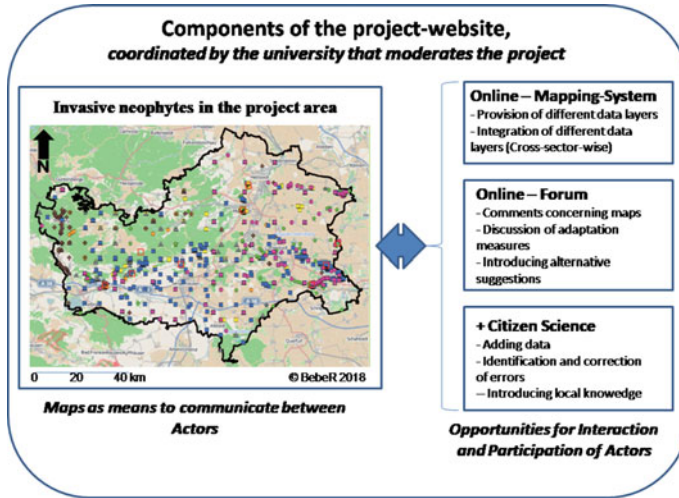 Components of the project-website,
coordinated by the university that moderates the project
Invasive neophytes in the project area
N
0 20 40 km
© BebeR 2018
Maps as means to communicate between
Actors
Online – Mapping-System
- Provision of different data layers
- Integration of different data
layers (Cross-sector-wise)
Online – Forum
- Comments concerning maps
- Discussion of adaptation
measures
- Introducing alternative
suggestions
+ Citizen Science
- Adding data
- Identification and correction
of errors
– Introducing local knowedge
Opportunities for Interaction
and Participation of Actors